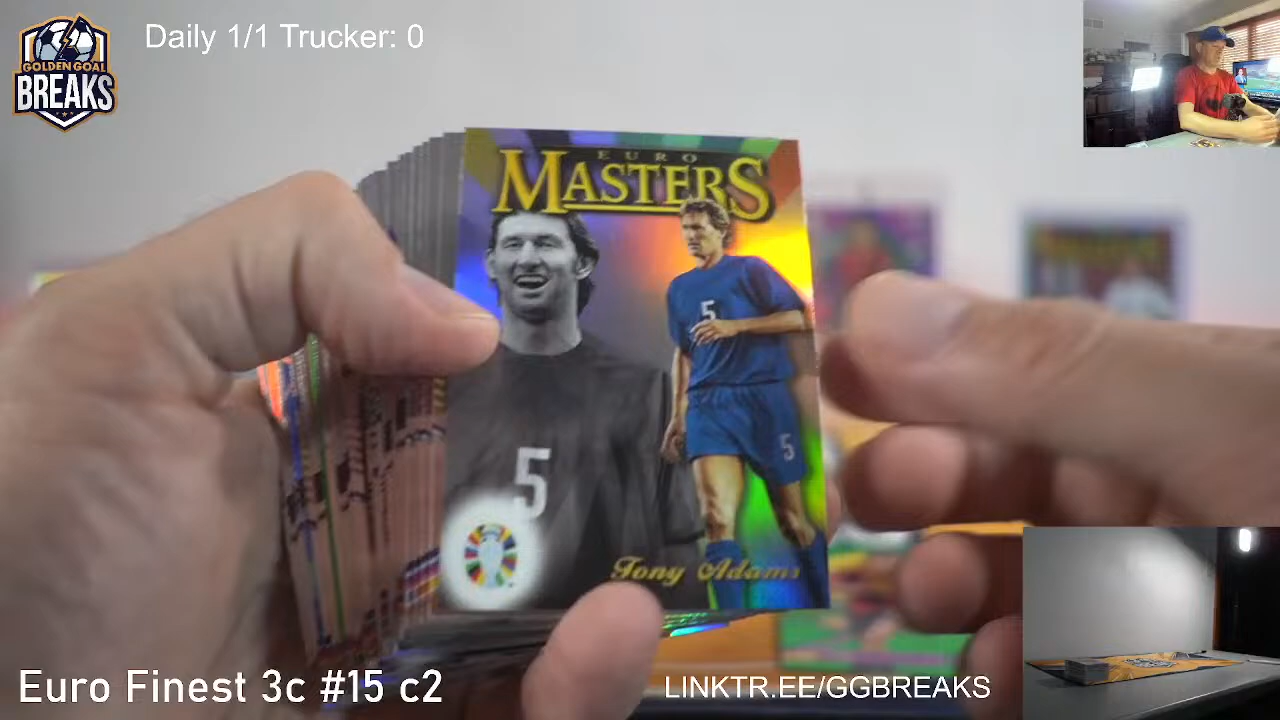 Daily 1/1 Trucker: 0
GOLDEN GOAL
BREAKS
EURO
MASTERS
5
5
5
Tony Adams
Euro Finest 3c #15 c2
LINKTR.EE/GGBREAKS